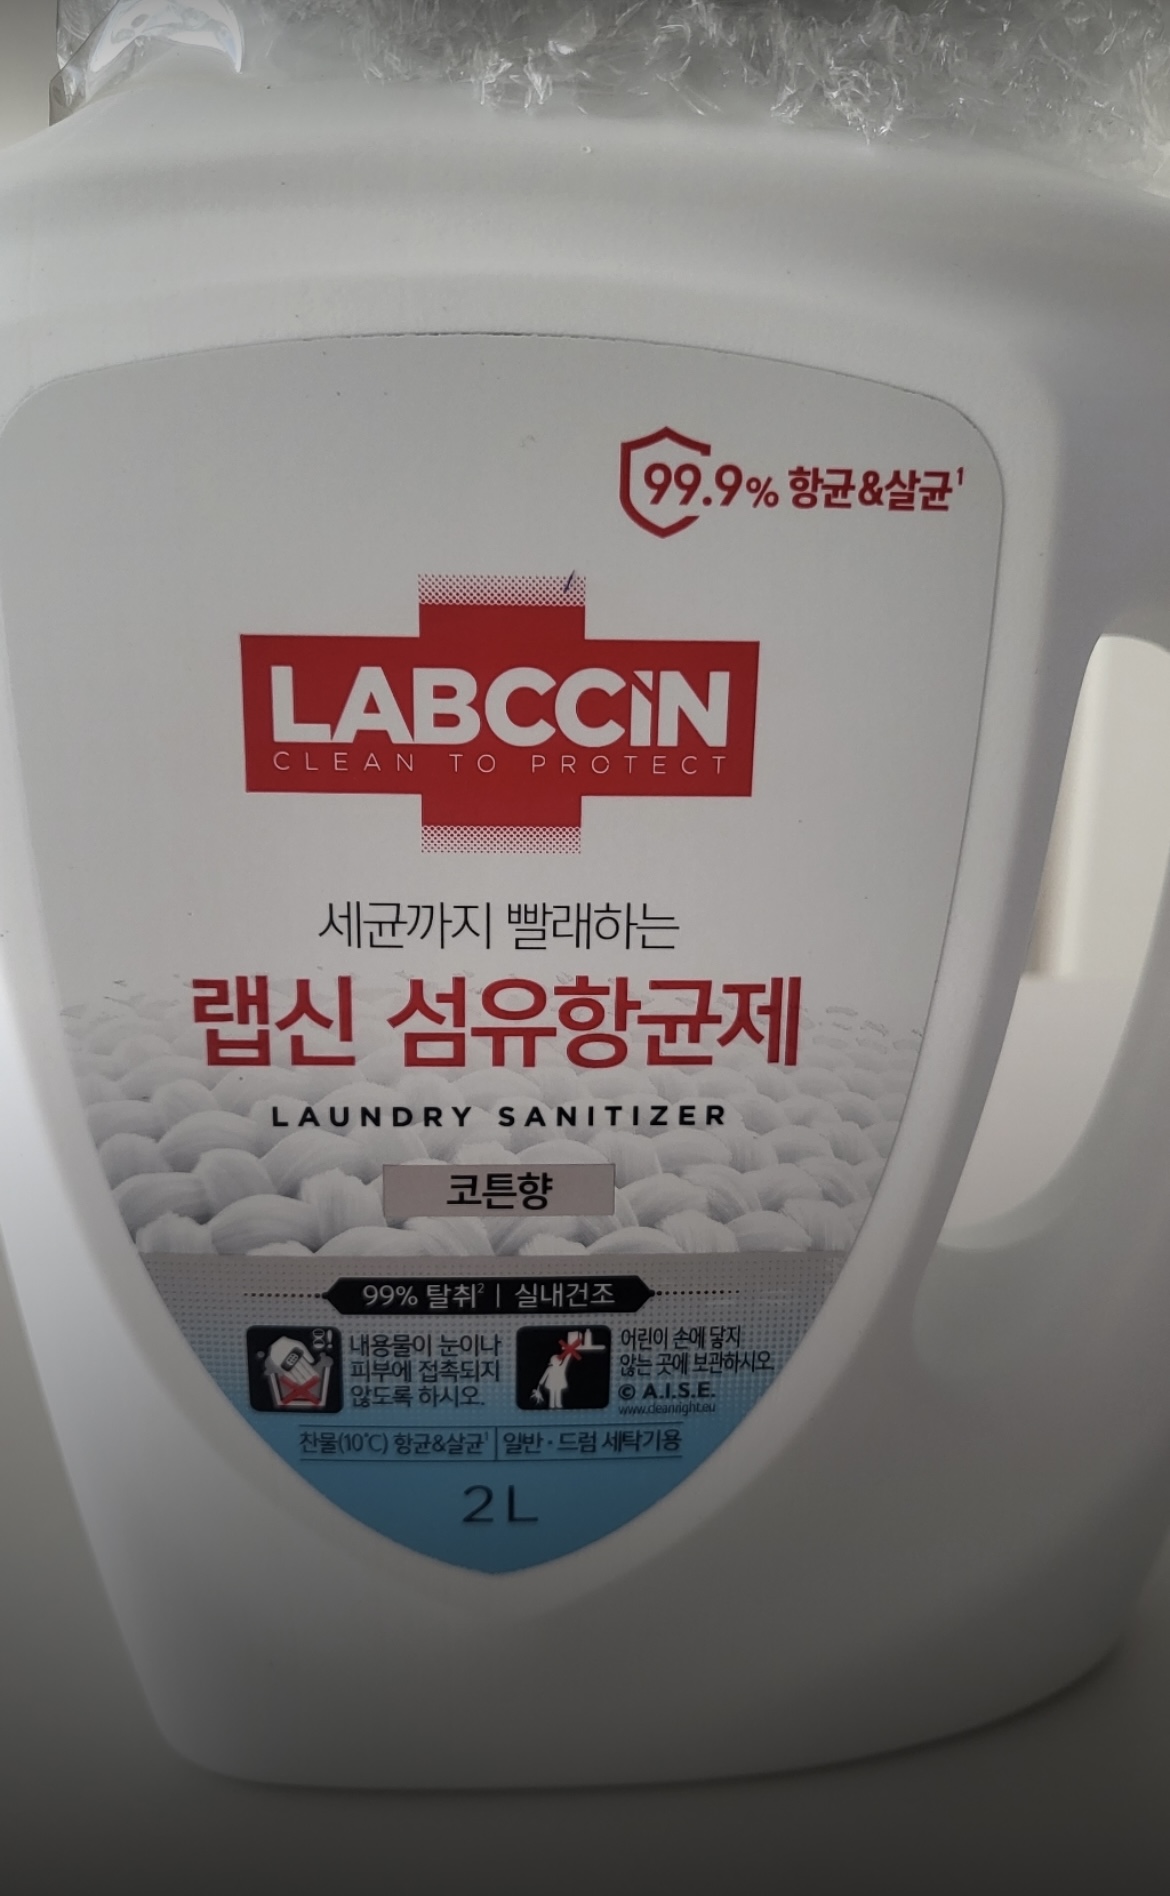 99.9% 항균&살균¹
LABCCiN
CLEAN TO PROTECT
세균까지 빨래하는
랩신 섬유항균제
LAUNDRY SANITIZER
코튼향
99% 탈취² | 실내건조
내용물이 눈이나
피부에 접촉되지
않도록 하시오.
어린이 손에 닿지
않는 곳에 보관하시오.
© A.I.S.E.
www.cleanright.eu
찬물(10℃) 항균&살균¹ | 일반·드럼 세탁기용
2L